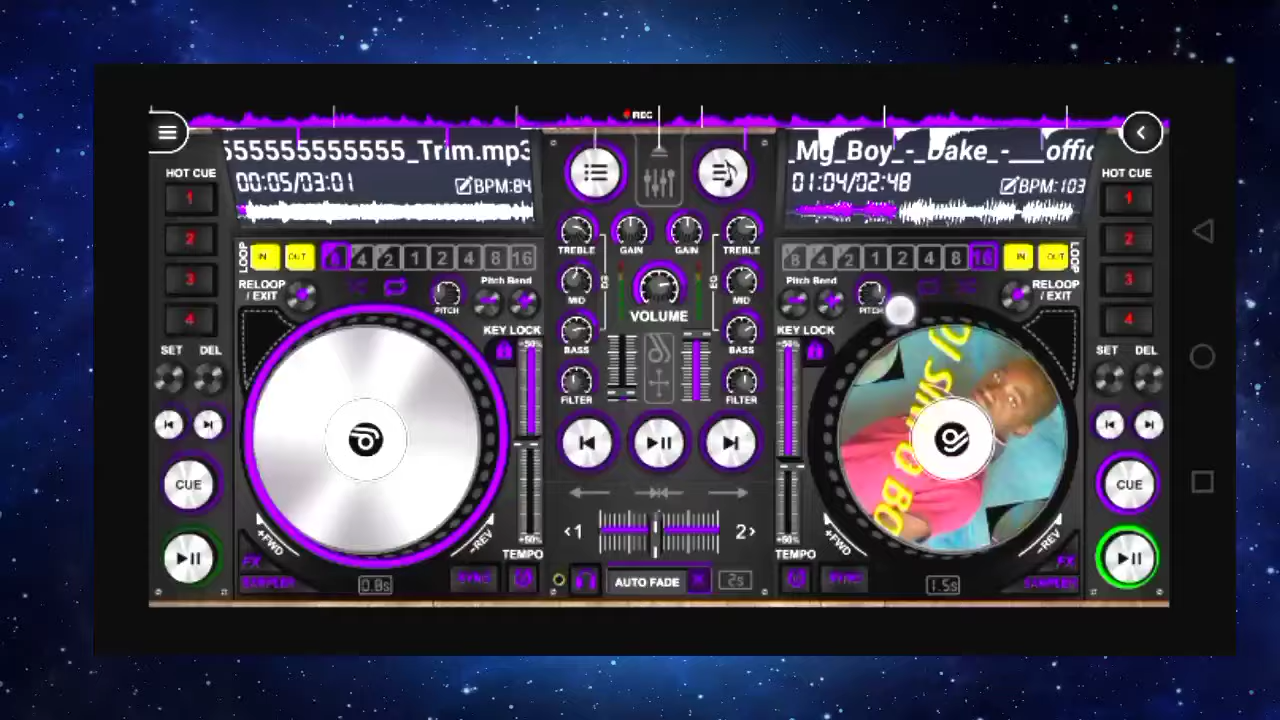 REC
55555555555555_Trim.mp3
00:05/03:01
BPM:84
_Mg_Boy_-_Dake_-___offic
01:04/02:48
BPM:103
HOT CUE
1
2
3
4
SET DEL
CUE
LOOP
IN OUT
4 2 1 2 4 8 16
RELOOP
/ EXIT
PITCH
Pitch Bend
KEY LOCK
-50%
+50%
TEMPO
+FWD
-REV
FX
SAMPLER
0.8s
SYNC
TREBLE GAIN GAIN TREBLE
MID MID
EQ EQ
VOLUME
BASS BASS
FILTER FILTER
<1 2>
AUTO FADE
2s
8 4 2 1 2 4 8 16
IN OUT
LOOP
Pitch Bend
PITCH
RELOOP
/ EXIT
KEY LOCK
-50%
+50%
TEMPO
+FWD
-REV
SYNC
1.5s
FX
SAMPLER
HOT CUE
1
2
3
4
SET DEL
CUE